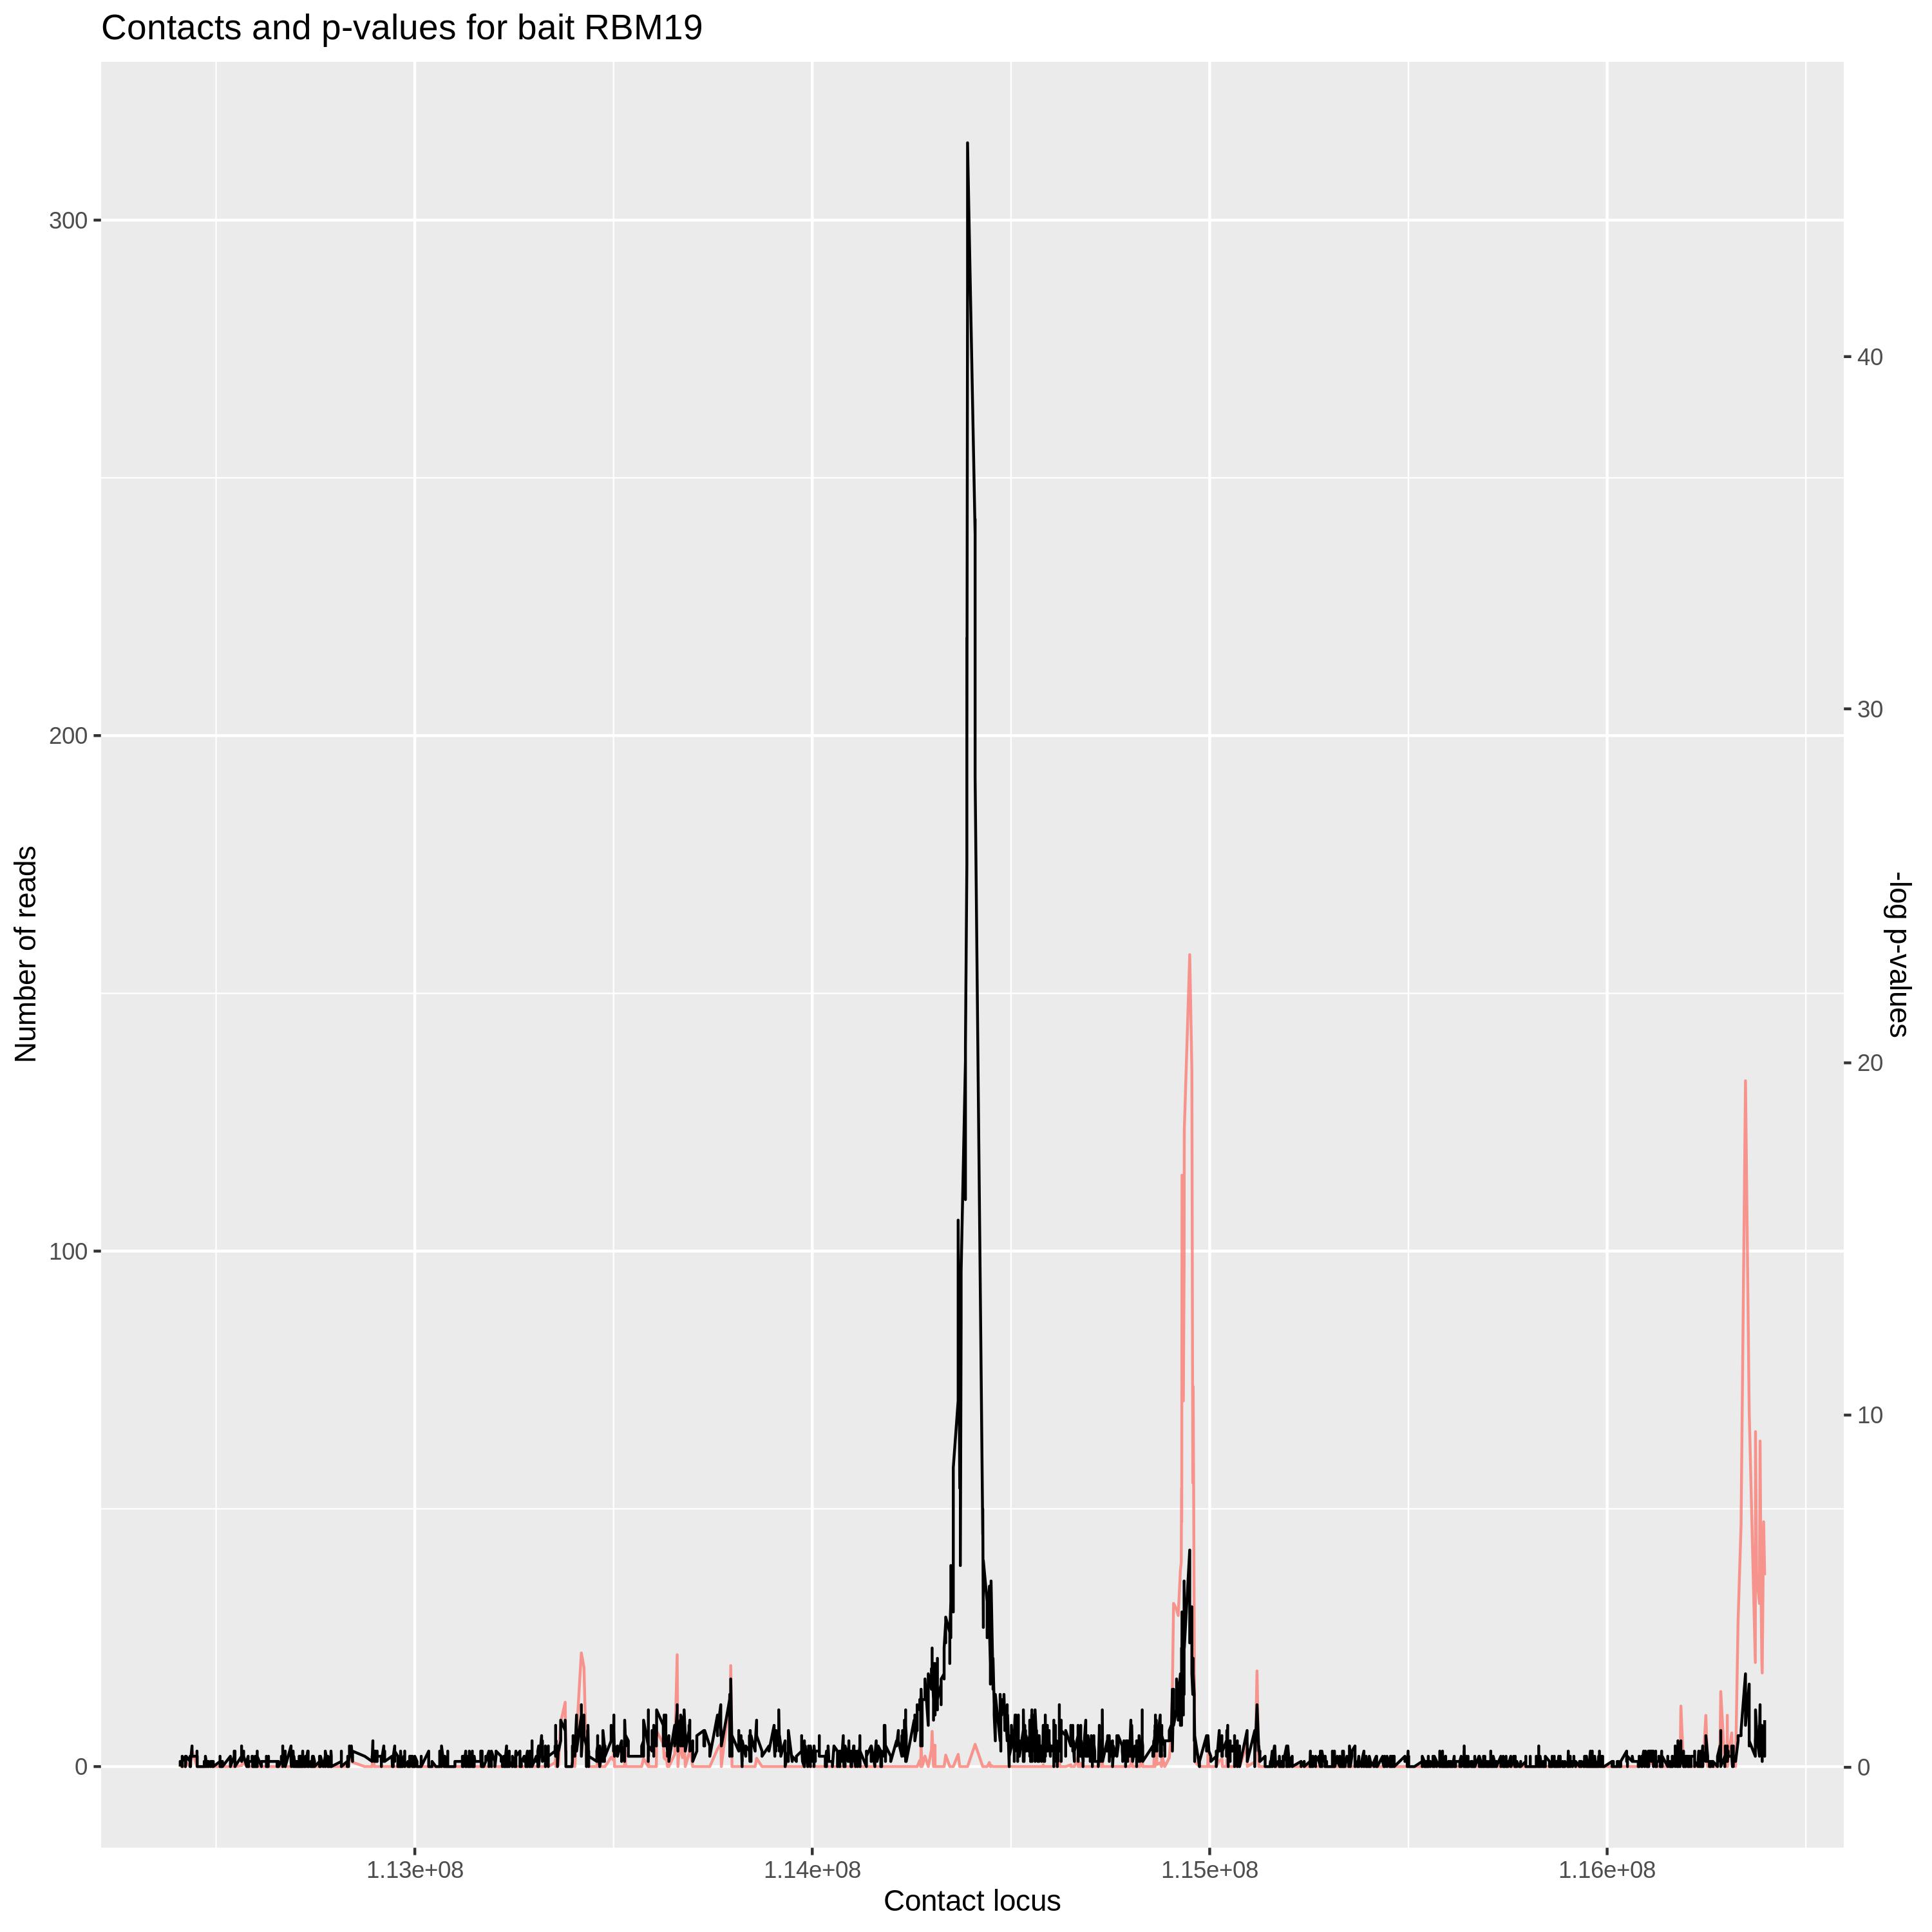 Contacts and p-values for bait RBM19
300
200
100
0
Number of reads
40
30
20
10
0
-log p-values
1.13e+08
1.14e+08
1.15e+08
1.16e+08
Contact locus